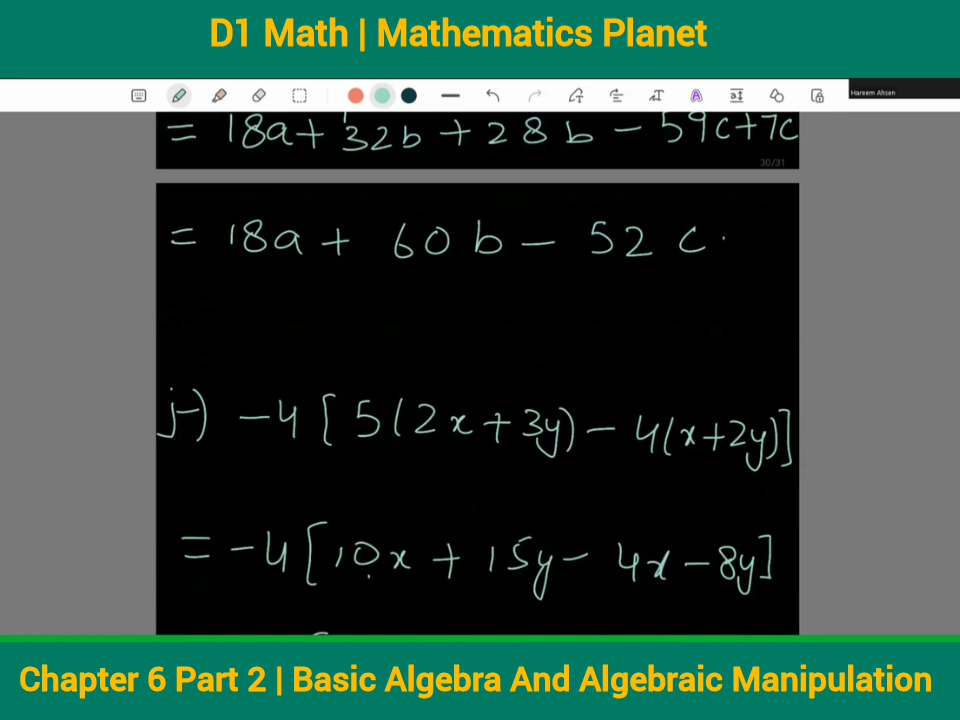 D1 Math | Mathematics Planet
Hareem Ahsen
= 18a + 32b + 28b - 59c + 7c
30/31
= 18a + 60b - 52c.
j-) -4 [ 5(2x + 3y) - 4(x+2y)]
= -4 [10x + 15y - 4x - 8y]
Chapter 6 Part 2 | Basic Algebra And Algebraic Manipulation